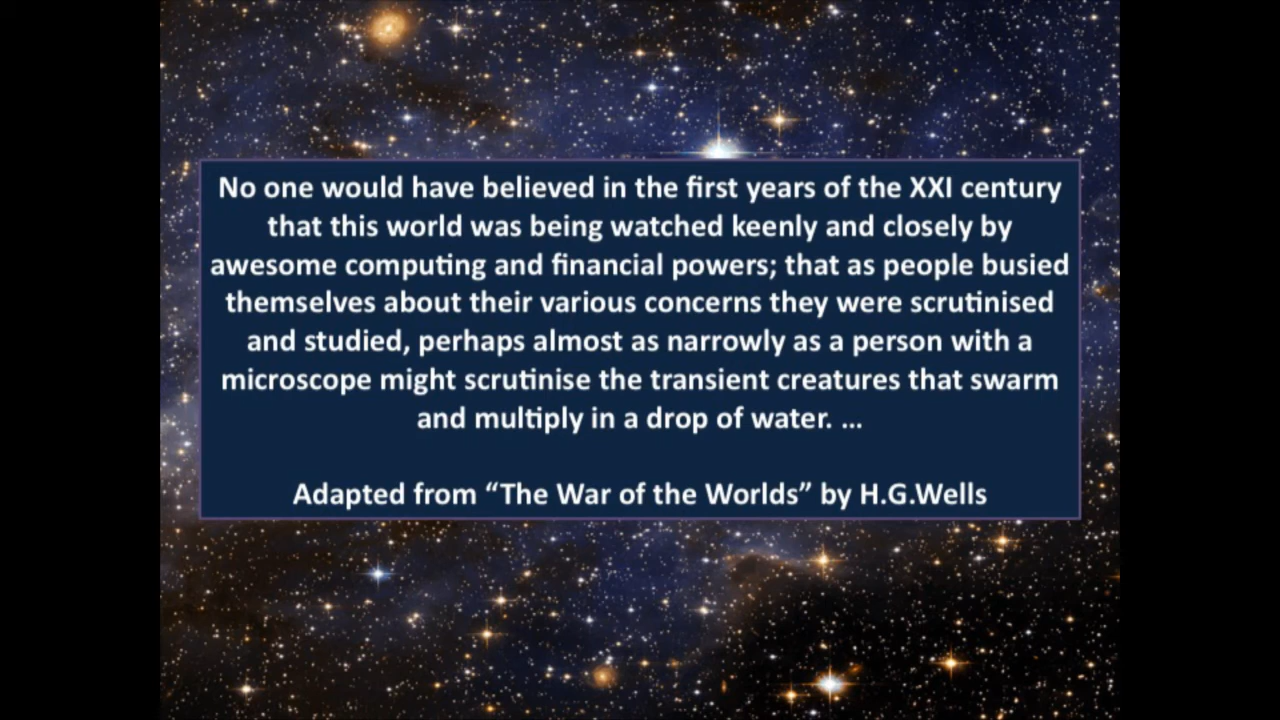 No one would have believed in the first years of the XXI century
that this world was being watched keenly and closely by
awesome computing and financial powers; that as people busied
themselves about their various concerns they were scrutinised
and studied, perhaps almost as narrowly as a person with a
microscope might scrutinise the transient creatures that swarm
and multiply in a drop of water. …
Adapted from “The War of the Worlds” by H.G.Wells